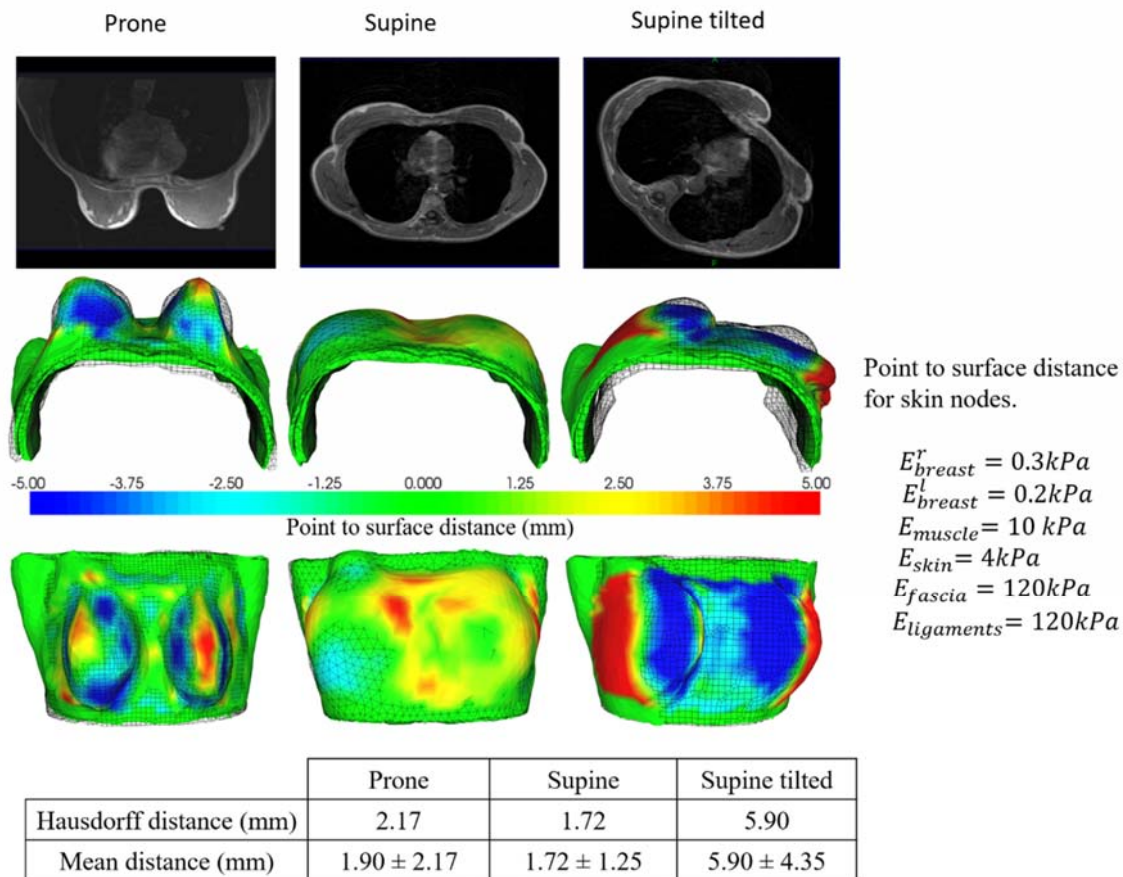 Prone
Supine
Supine tilted
A
P
Point to surface distance
for skin nodes.
E^r_breast = 0.3kPa
E^l_breast = 0.2kPa
E_muscle= 10 kPa
E_skin= 4kPa
E_fascia= 120kPa
E_ligaments= 120kPa
-5.00 -3.75 -2.50 -1.25 0.000 1.25 2.50 3.75 5.00
Point to surface distance (mm)
Prone Supine Supine tilted
Hausdorff distance (mm) 2.17 1.72 5.90
Mean distance (mm) 1.90 ± 2.17 1.72 ± 1.25 5.90 ± 4.35